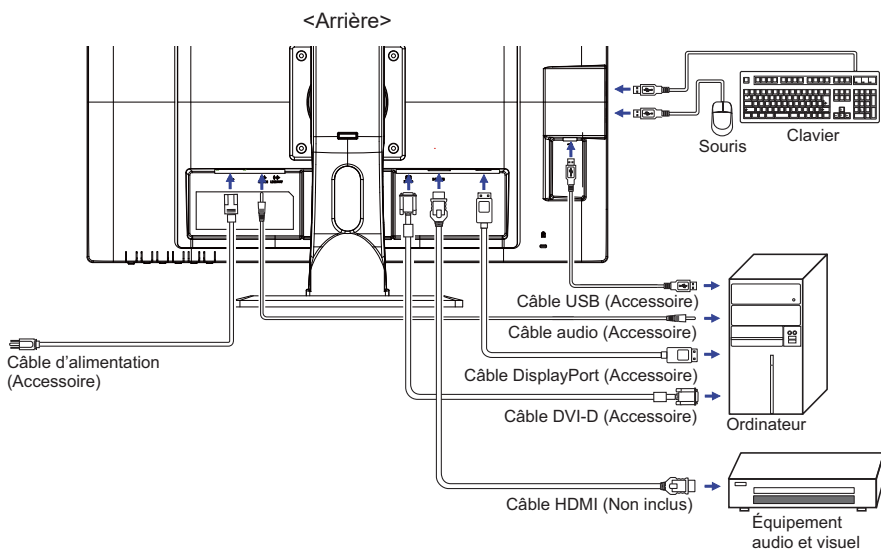 <Arrière>
Souris
Clavier
Câble USB (Accessoire)
Câble audio (Accessoire)
Câble d’alimentation
(Accessoire)
Câble DisplayPort (Accessoire)
Câble DVI-D (Accessoire)
Ordinateur
Câble HDMI (Non inclus)
Équipement
audio et visuel